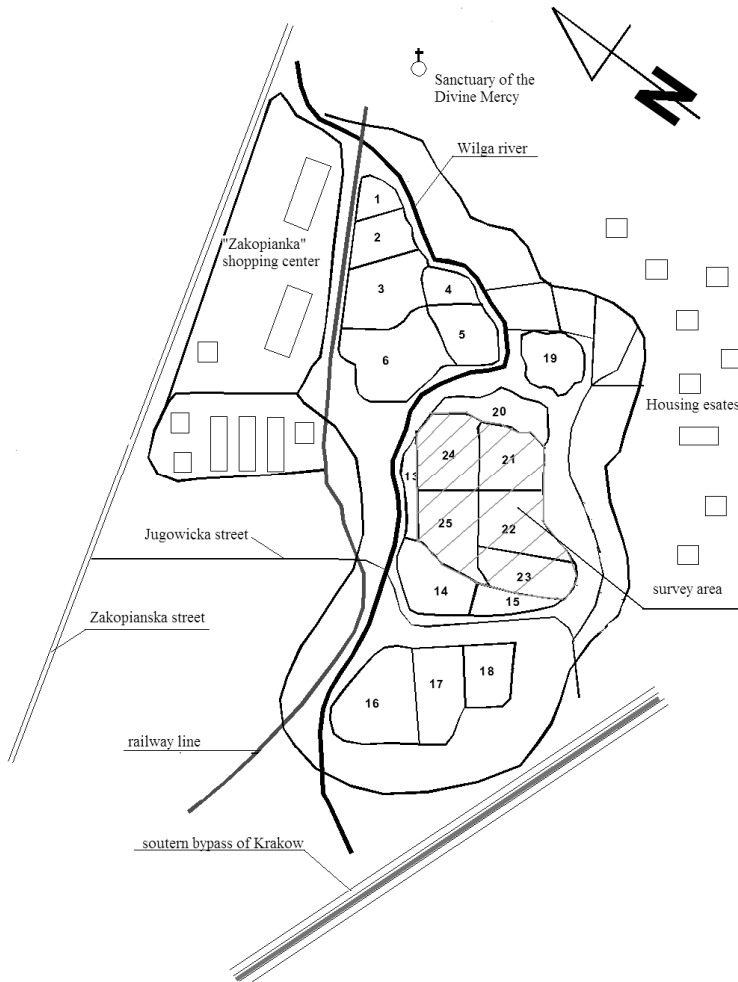 N
Sanctuary of the
Divine Mercy
Wilga river
1
2
"Zakopianka"
shopping center
3
4
5
6
19
Housing esates
20
24
21
13
25
22
Jugowicka street
23
survey area
14
15
Zakopianska street
18
17
16
railway line
soutern bypass of Krakow